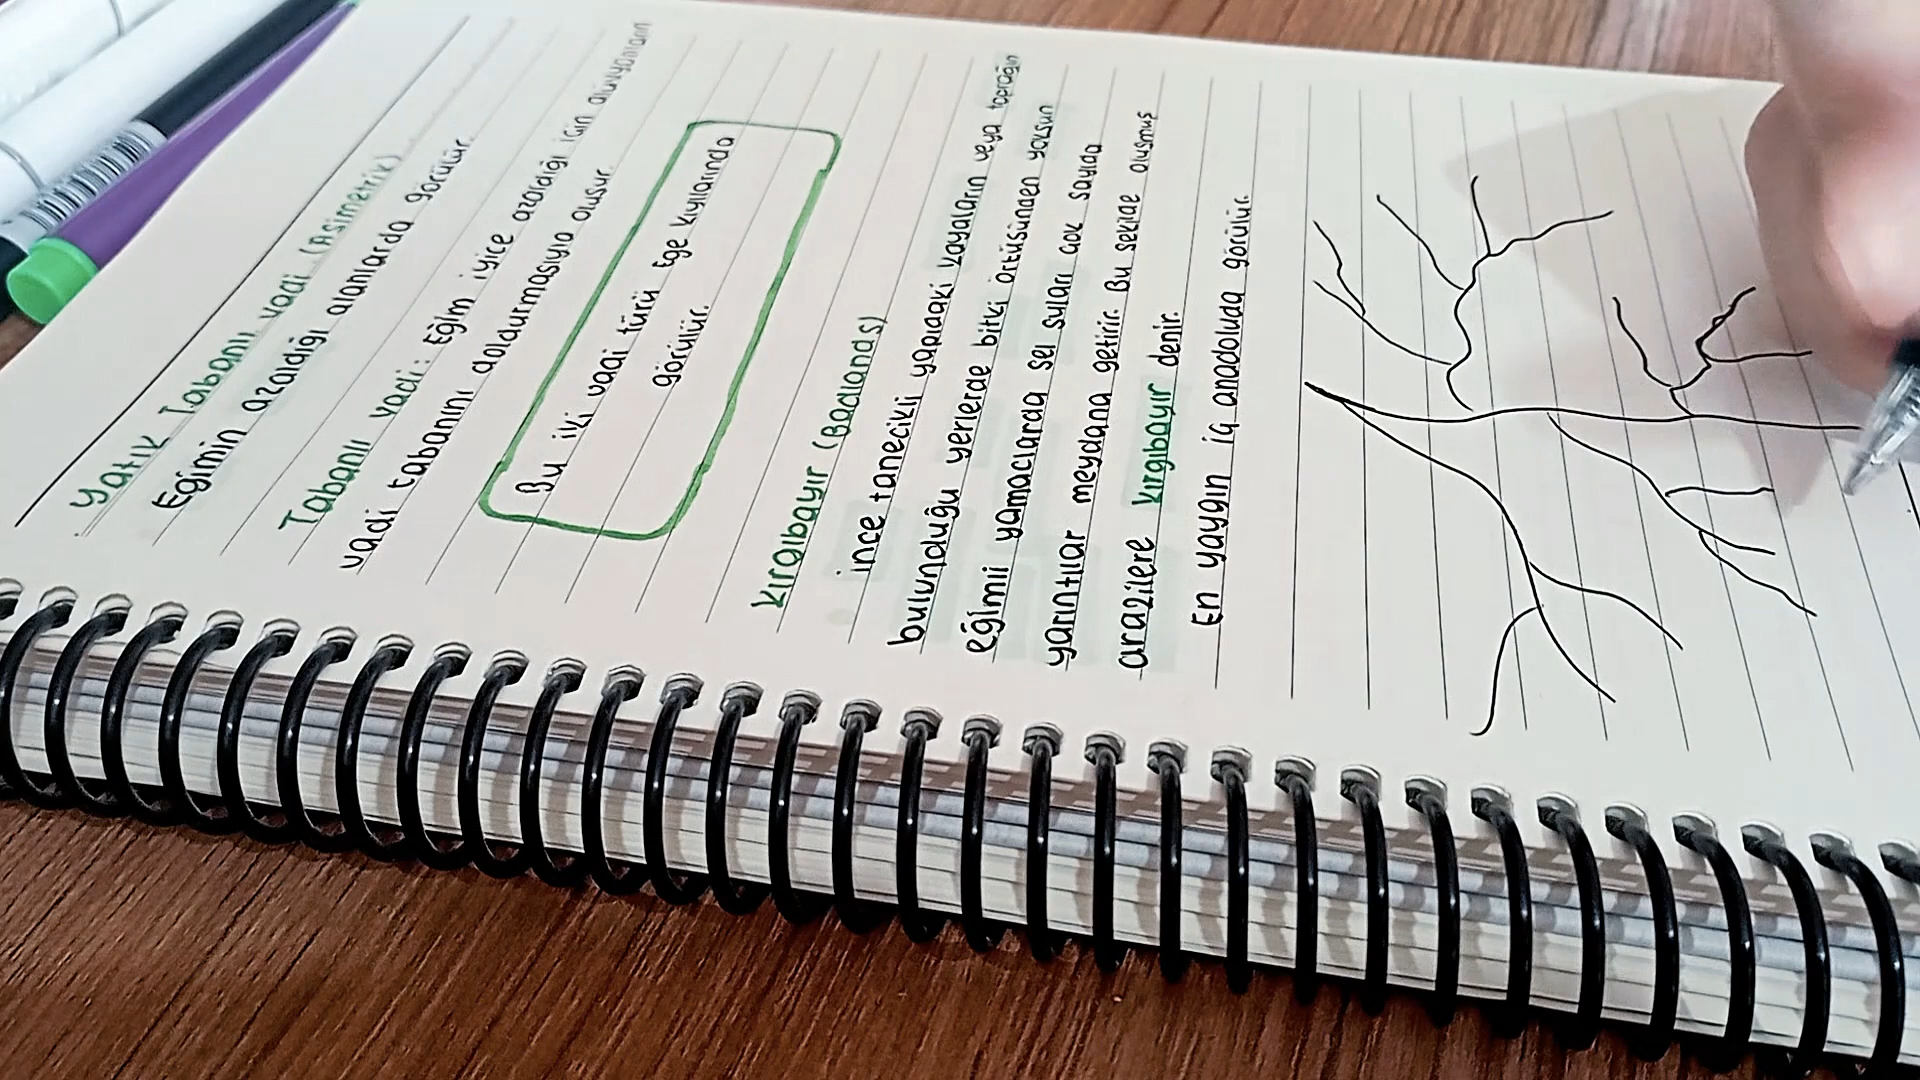 Yatık Tabanlı vadi (Asimetrik)
Eğimin azaldığı alanlarda görülür.
Tabanlı vadi: Eğim iyice azaldığı için alüvyonların
vadi tabanını doldurmasıyla oluşur.
Bu iki vadi türü Ege kıyılarında
görülür.
Kırgıbayır (Badlands)
ince tanecikli yapıdaki kayaların veya toprağın
bulunduğu yerlerde bitki örtüsünden yoksun
eğimli yamaçlarda sel suları çok sayıda
yarıntılar meydana getirir. Bu şekilde oluşmuş
arazilere kırgıbayır denir.
En yaygın iç anadoluda görülür.